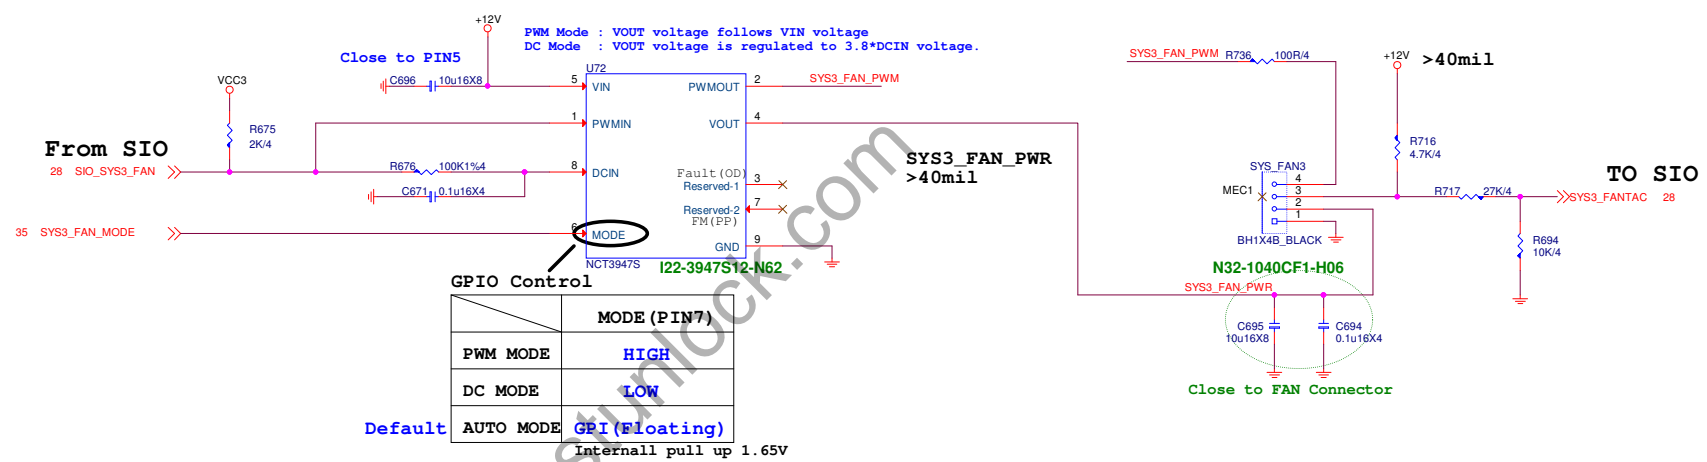 +12V
PWM Mode : VOUT voltage follows VIN voltage
DC Mode : VOUT voltage is regulated to 3.8*DCIN voltage.
Close to PIN5
U72
C696 10u16X8
5 VIN
PWMOUT 2
SYS3_FAN_PWM
VCC3
1 PWMIN
VOUT 4
R675
2K/4
From SIO
28 SIO_SYS3_FAN
R676 100K1%4
8 DCIN
C671 0.1u16X4
Fault(OD)
Reserved-1 3
Reserved-2 7
FM(PP)
SYS3_FAN_PWR
>40mil
35 SYS3_FAN_MODE
6 MODE
GND 9
NCT3947S
I22-3947S12-N62
GPIO Control
MODE(PIN7)
PWM MODE HIGH
DC MODE LOW
Default AUTO MODE GPI(Floating)
Internall pull up 1.65V
SYS3_FAN_PWM
R736 100R/4
+12V
>40mil
R716
4.7K/4
SYS_FAN3
4
3
2
1
MEC1
BH1X4B_BLACK
N32-1040CF1-H06
R717 27K/4
TO SIO
SYS3_FANTAC 28
R694
10K/4
SYS3_FAN_PWR
C695
10u16X8
C694
0.1u16X4
Close to FAN Connector
stunlock.com